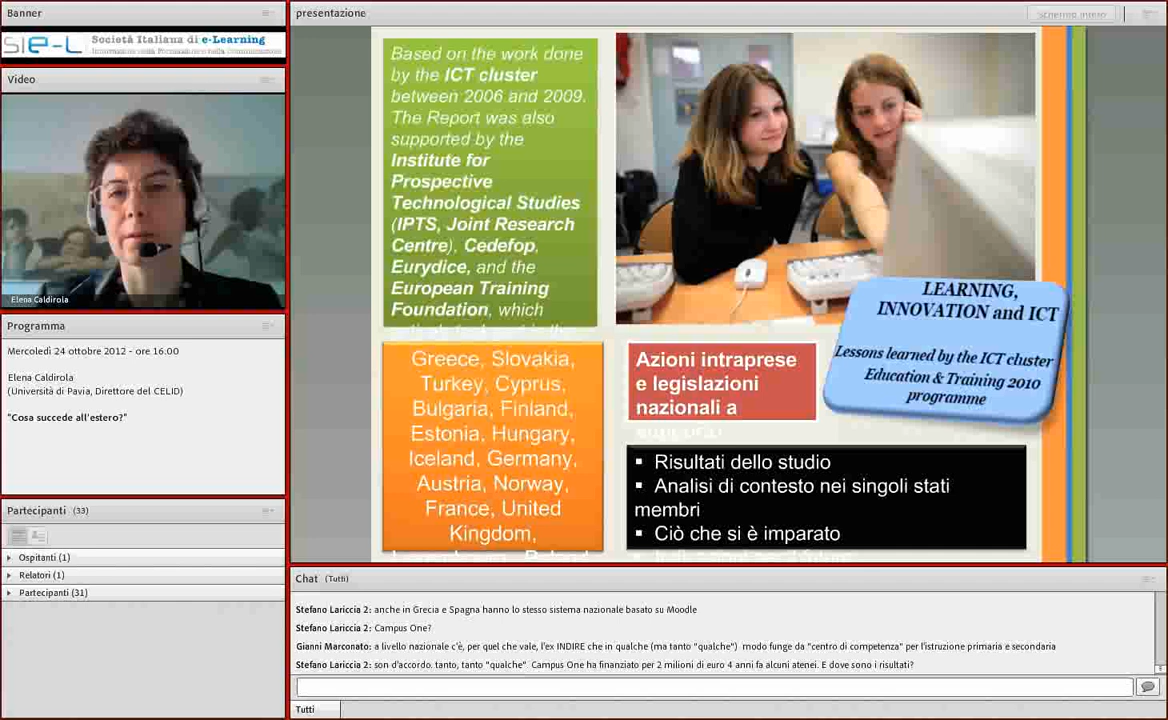 Banner
SIe-L Società Italiana di e-Learning
Video
Elena Caldirola
Programma
Mercoledì 24 ottobre 2012 - ore 16:00
Elena Caldirola
(Università di Pavia, Direttore del CELID)
"Cosa succede all'estero?"
Partecipanti (33)
Ospitanti (1)
Relatori (1)
Partecipanti (31)
presentazione
Schermo intero
Based on the work done
by the ICT cluster
between 2006 and 2009.
The Report was also
supported by the
Institute for
Prospective
Technological Studies
(IPTS, Joint Research
Centre), Cedefop,
Eurydice, and the
European Training
Foundation, which
LEARNING,
INNOVATION and ICT
Lessons learned by the ICT cluster
Education & Training 2010
programme
Greece, Slovakia,
Turkey, Cyprus,
Bulgaria, Finland,
Estonia, Hungary,
Iceland, Germany,
Austria, Norway,
France, United
Kingdom,
Azioni intraprese
e legislazioni
nazionali a
▪ Risultati dello studio
▪ Analisi di contesto nei singoli stati
membri
▪ Ciò che si è imparato
Chat (Tutti)
Stefano Lariccia 2: anche in Grecia e Spagna hanno lo stesso sistema nazionale basato su Moodle
Stefano Lariccia 2: Campus One?
Gianni Marconato: a livello nazionale c'è, per quel che vale, l'ex INDIRE che in qualche (ma tanto "qualche") modo funge da "centro di competenza" per l'istruzione primaria e secondaria
Stefano Lariccia 2: son d'accordo. tanto, tanto "qualche" Campus One ha finanziato per 2 milioni di euro 4 anni fa alcuni atenei. E dove sono i risultati?
Tutti